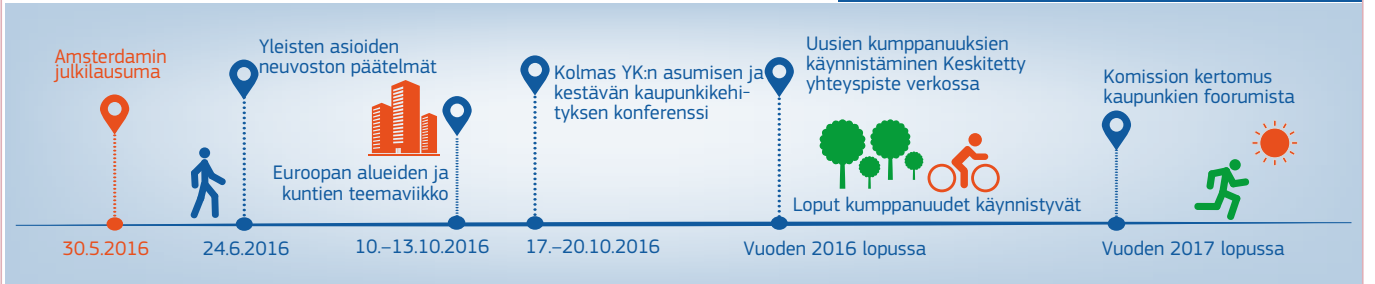 Amsterdamin
julkilausuma
30.5.2016
Yleisten asioiden
neuvoston päätelmät
24.6.2016
Euroopan alueiden ja
kuntien teemaviikko
10.–13.10.2016
Kolmas YK:n asumisen ja
kestävän kaupunkikehi-
tyksen konferenssi
17.–20.10.2016
Uusien kumppanuuksien
käynnistäminen Keskitetty
yhteyspiste verkossa
Loput kumppanuudet käynnistyvät
Vuoden 2016 lopussa
Komission kertomus
kaupunkien foorumista
Vuoden 2017 lopussa